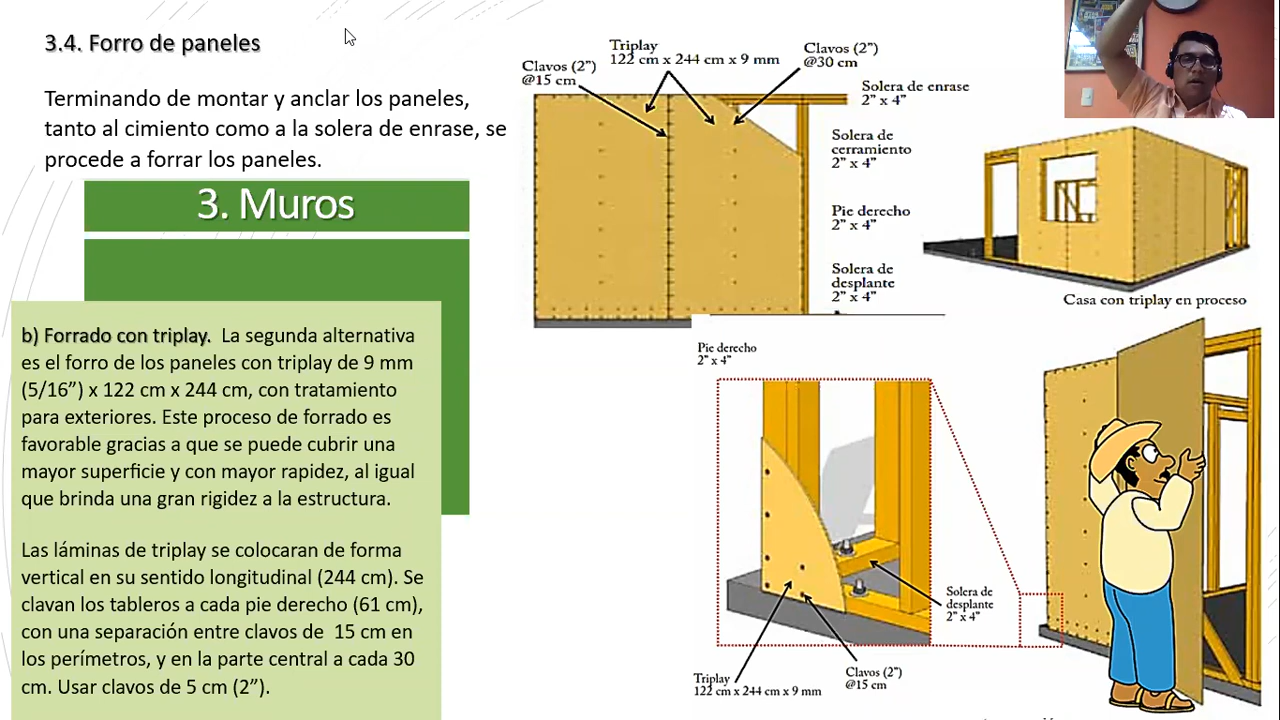 3.4. Forro de paneles
Terminando de montar y anclar los paneles,
tanto al cimiento como a la solera de enrase, se
procede a forrar los paneles.
3. Muros
b) Forrado con triplay. La segunda alternativa
es el forro de los paneles con triplay de 9 mm
(5/16”) x 122 cm x 244 cm, con tratamiento
para exteriores. Este proceso de forrado es
favorable gracias a que se puede cubrir una
mayor superficie y con mayor rapidez, al igual
que brinda una gran rigidez a la estructura.
Las láminas de triplay se colocaran de forma
vertical en su sentido longitudinal (244 cm). Se
clavan los tableros a cada pie derecho (61 cm),
con una separación entre clavos de 15 cm en
los perímetros, y en la parte central a cada 30
cm. Usar clavos de 5 cm (2”).
Clavos (2”)
@15 cm
Triplay
122 cm x 244 cm x 9 mm
Clavos (2”)
@30 cm
Solera de enrase
2” x 4”
Solera de
cerramiento
2” x 4”
Pie derecho
2” x 4”
Solera de
desplante
2” x 4”
Casa con triplay en proceso
Pie derecho
2” x 4”
Solera de
desplante
2” x 4”
Triplay
122 cm x 244 cm x 9 mm
Clavos (2”)
@15 cm